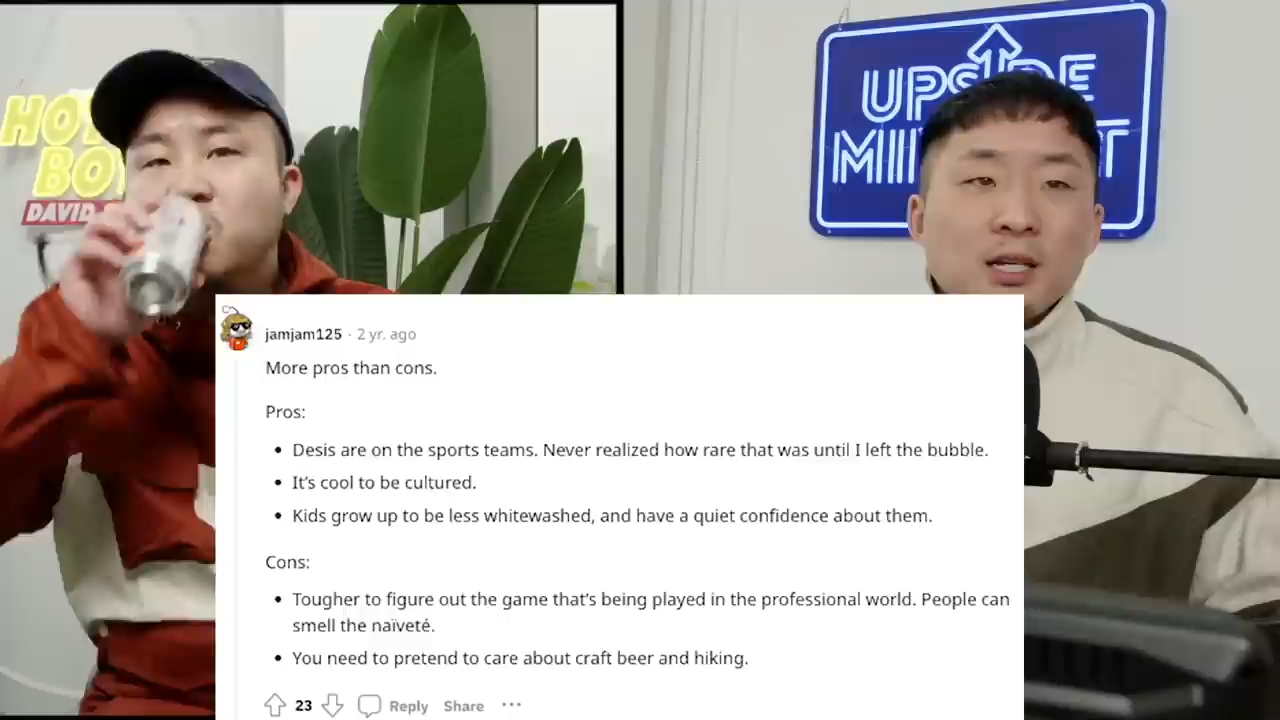 HOT
BOY
DAVID
UPSIDE
MI
T
jamjam125 · 2 yr. ago
More pros than cons.
Pros:
• Desis are on the sports teams. Never realized how rare that was until I left the bubble.
• It's cool to be cultured.
• Kids grow up to be less whitewashed, and have a quiet confidence about them.
Cons:
• Tougher to figure out the game that's being played in the professional world. People can
smell the naïveté.
• You need to pretend to care about craft beer and hiking.
23 Reply Share ···